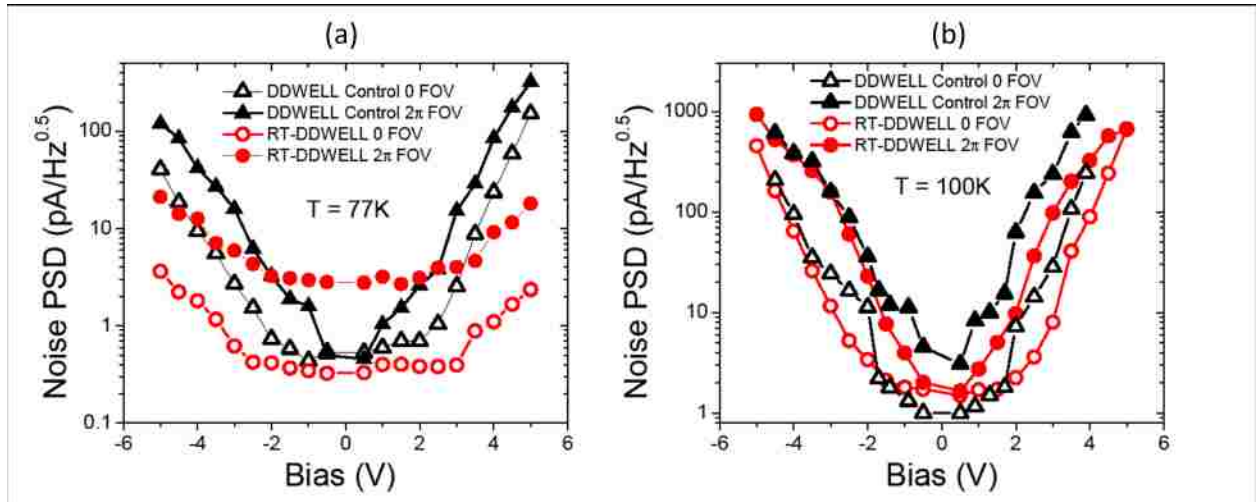 (a)
DDWELL Control 0 FOV
DDWELL Control 2π FOV
RT-DDWELL 0 FOV
RT-DDWELL 2π FOV
T = 77K
100
10
1
0.1
Noise PSD (pA/Hz^0.5)
-6 -4 -2 0 2 4 6
Bias (V)
(b)
DDWELL Control 0 FOV
DDWELL Control 2π FOV
RT-DDWELL 0 FOV
RT-DDWELL 2π FOV
T = 100K
1000
100
10
1
Noise PSD (pA/Hz^0.5)
-6 -4 -2 0 2 4 6
Bias (V)